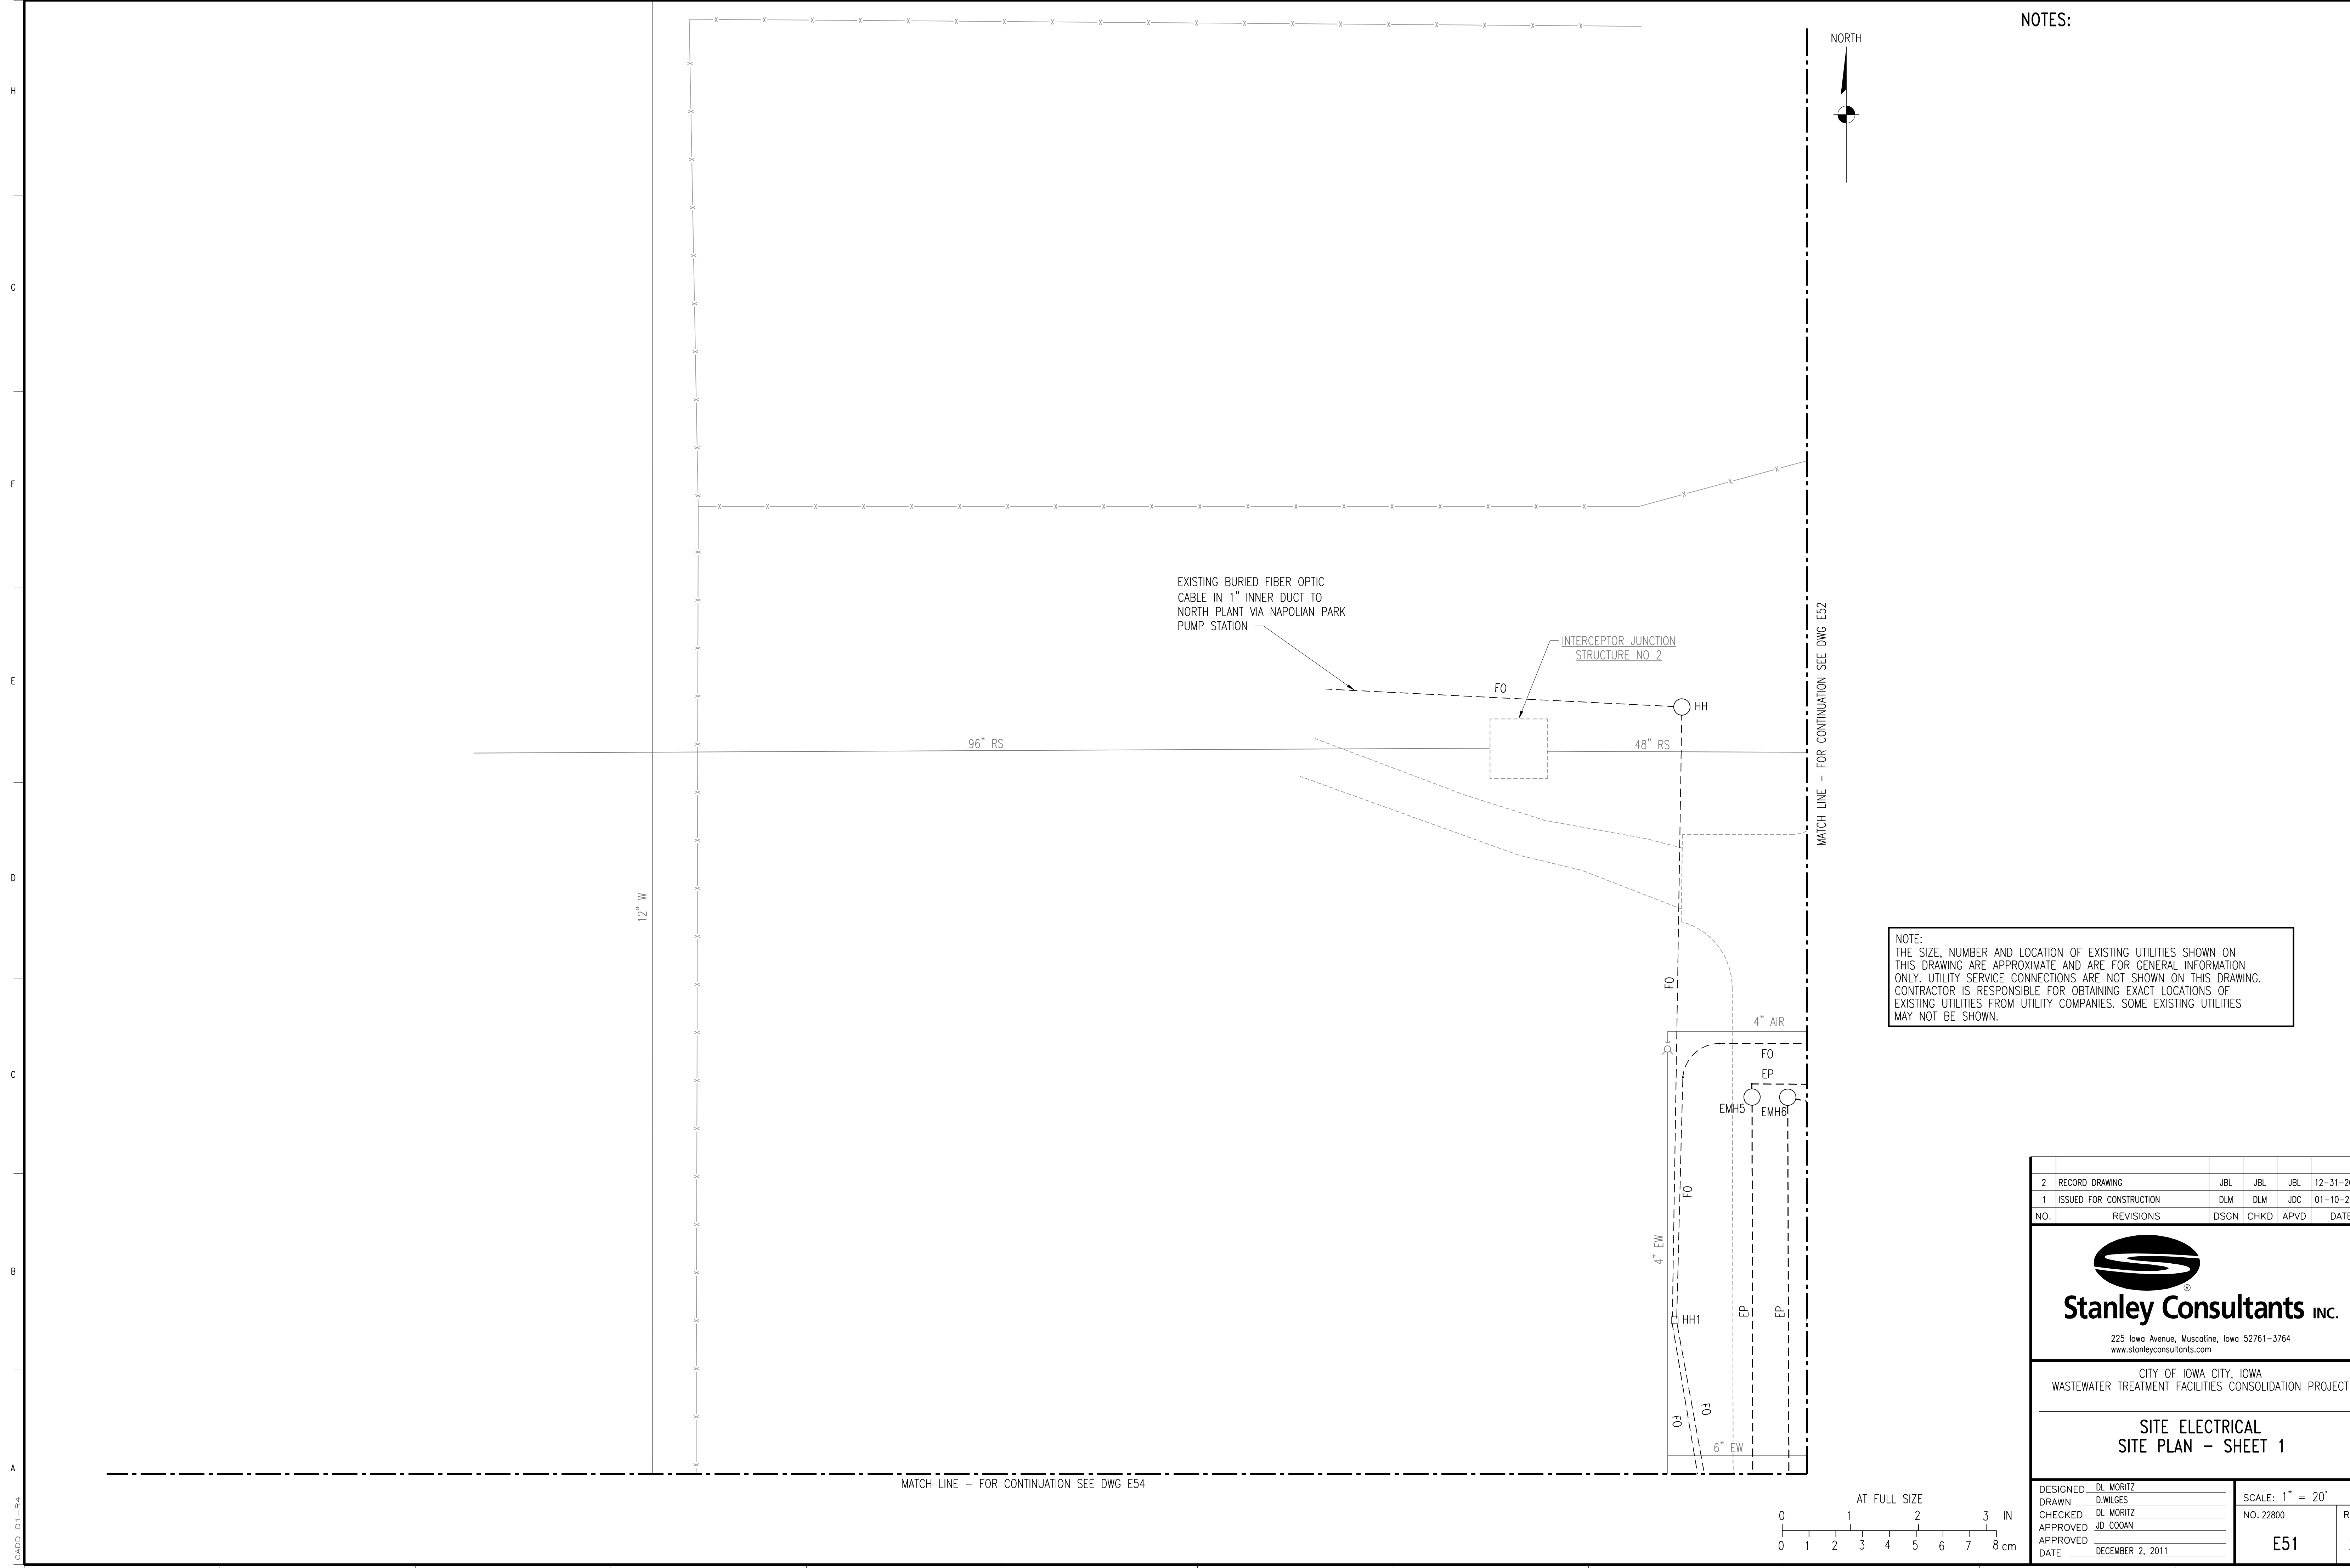 NOTES:
NORTH
H
G
F
E
D
C
B
A
EXISTING BURIED FIBER OPTIC
CABLE IN 1" INNER DUCT TO
NORTH PLANT VIA NAPOLIAN PARK
PUMP STATION
INTERCEPTOR JUNCTION
STRUCTURE NO 2
FO
HH
96" RS
48" RS
MATCH LINE - FOR CONTINUATION SEE DWG E52
12" W
NOTE:
THE SIZE, NUMBER AND LOCATION OF EXISTING UTILITIES SHOWN ON
THIS DRAWING ARE APPROXIMATE AND ARE FOR GENERAL INFORMATION
ONLY. UTILITY SERVICE CONNECTIONS ARE NOT SHOWN ON THIS DRAWING.
CONTRACTOR IS RESPONSIBLE FOR OBTAINING EXACT LOCATIONS OF
EXISTING UTILITIES FROM UTILITY COMPANIES. SOME EXISTING UTILITIES
MAY NOT BE SHOWN.
FO
4" AIR
FO
EP
EMH5
EMH6
FO
4" EW
EP
EP
HH1
FO
FO
6" EW
MATCH LINE - FOR CONTINUATION SEE DWG E54
AT FULL SIZE
0 1 2 3 IN
0 1 2 3 4 5 6 7 8 cm
CADD D1-R4
2 RECORD DRAWING JBL JBL JBL 12-31-
1 ISSUED FOR CONSTRUCTION DLM DLM JDC 01-10-
NO. REVISIONS DSGN CHKD APVD DATE
®
Stanley Consultants INC.
225 Iowa Avenue, Muscatine, Iowa 52761-3764
www.stanleyconsultants.com
CITY OF IOWA CITY, IOWA
WASTEWATER TREATMENT FACILITIES CONSOLIDATION PROJECT
SITE ELECTRICAL
SITE PLAN - SHEET 1
DESIGNED DL MORITZ
DRAWN D.WILGES
CHECKED DL MORITZ
APPROVED JD COOAN
APPROVED
DATE DECEMBER 2, 2011
SCALE: 1" = 20'
NO. 22800
E51